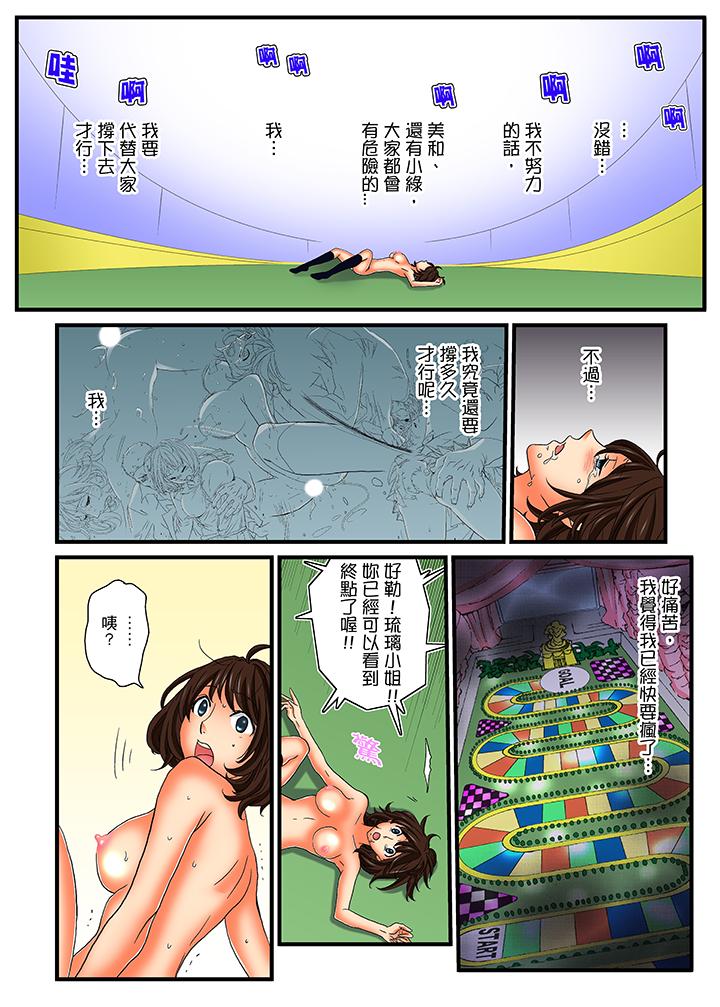 …
沒錯…
我不努力
的話，
美和、
還有小綠，
大家都會
有危險的…
我…
我要
代替大家
撐下去
才行…
啊
啊
啊
啊
啊
啊
啊
哇
不過…
我究竟還要
撐多久
才行呢…
我…
好痛苦，
我覺得我已經快要瘋了…
GOAL
START
好勒！琉璃小姐!!
妳已經可以看到
終點了喔!!
驚
……
咦？